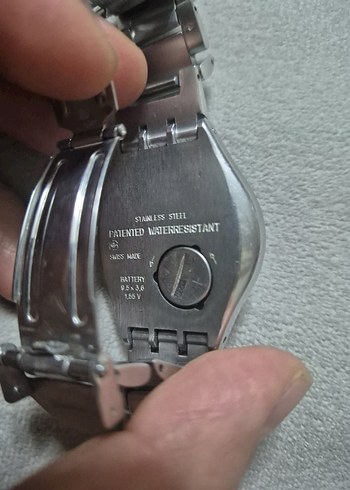 STAINLESS STEEL
PATENTED WATERRESISTANT
SWISS MADE
BATTERY
9.5 x 3.6
1.55 V